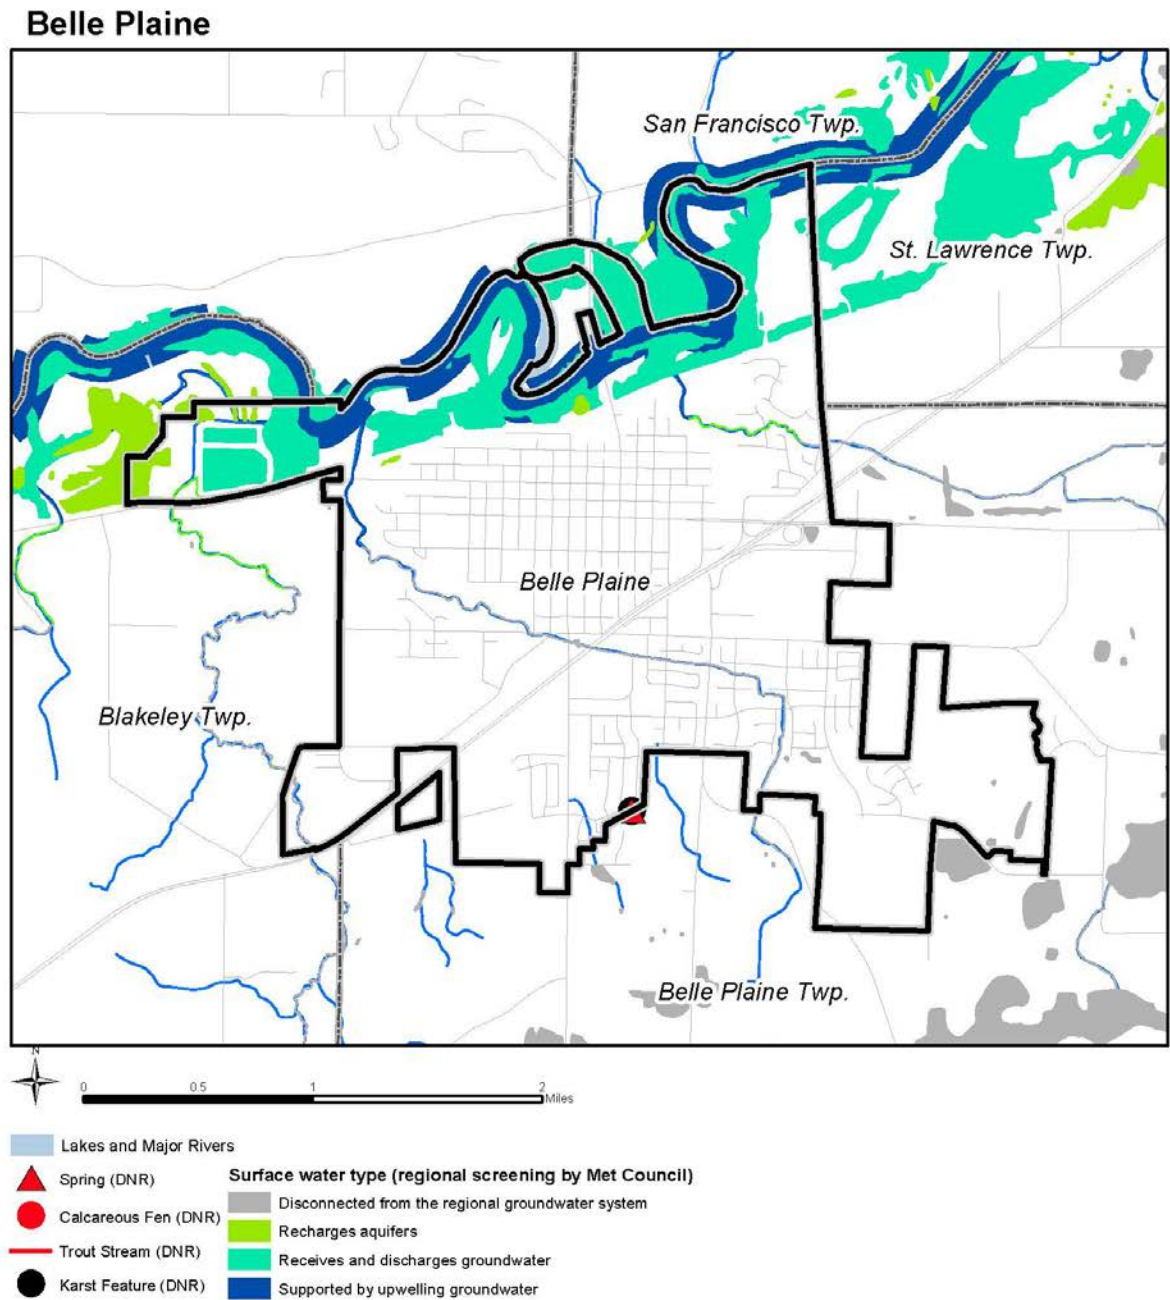 Belle Plaine
San Francisco Twp.
St. Lawrence Twp.
Belle Plaine
Blakeley Twp.
Belle Plaine Twp.
N
0 0.5 1 2
Miles
Lakes and Major Rivers
Spring (DNR)
Calcareous Fen (DNR)
Trout Stream (DNR)
Karst Feature (DNR)
Surface water type (regional screening by Met Council)
Disconnected from the regional groundwater system
Recharges aquifers
Receives and discharges groundwater
Supported by upwelling groundwater